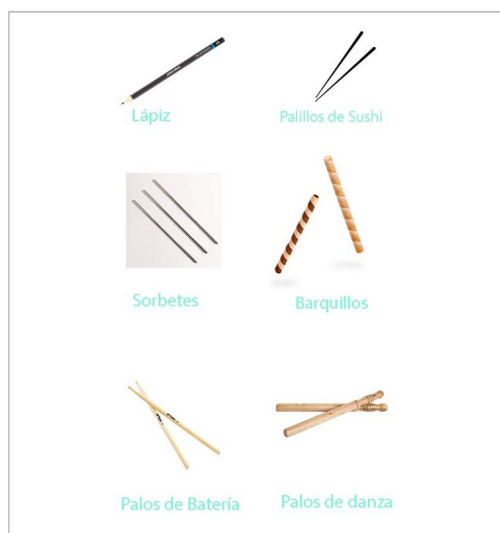 Lápiz
Palillos de Sushi
Sorbetes
Barquillos
Palos de Batería
Palos de danza